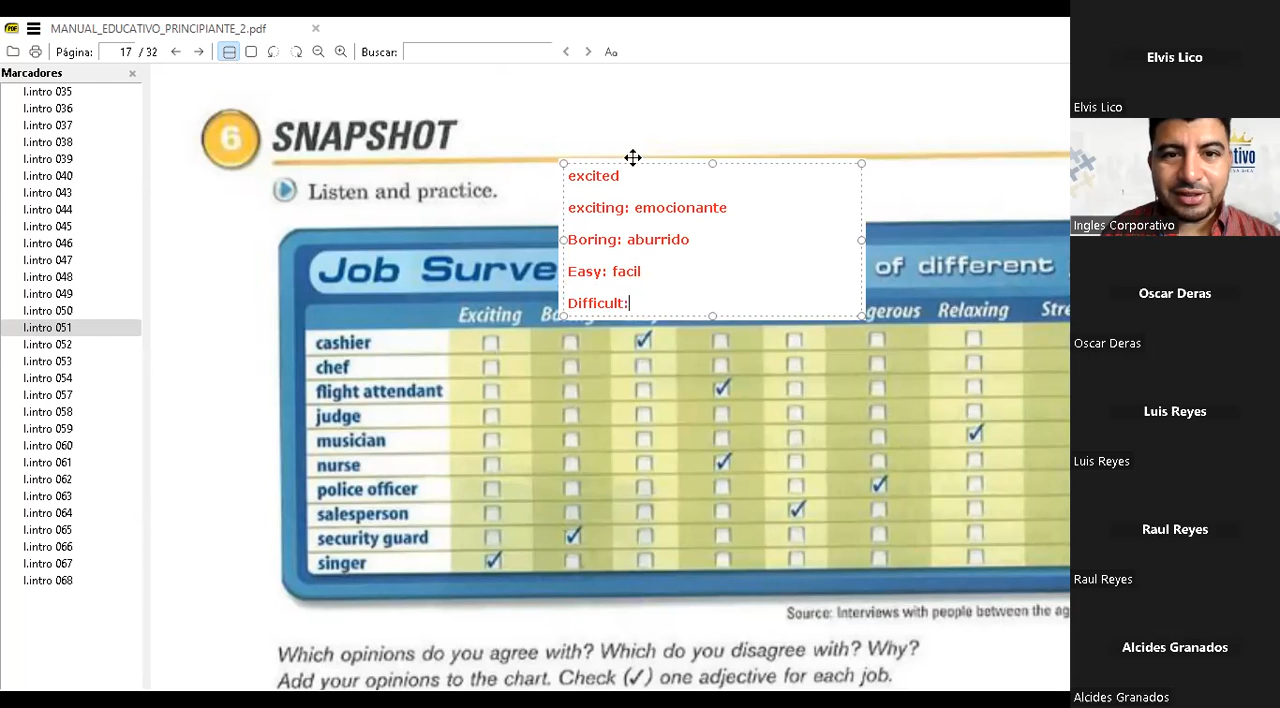 MANUAL_EDUCATIVO_PRINCIPIANTE_2.pdf
Página: 17 / 32 Buscar: Aa
Marcadores
I.intro 035
I.intro 036
I.intro 037
I.intro 038
I.intro 039
I.intro 040
I.intro 043
I.intro 044
I.intro 045
I.intro 046
I.intro 047
I.intro 048
I.intro 049
I.intro 050
I.intro 051
I.intro 052
I.intro 053
I.intro 054
I.intro 057
I.intro 058
I.intro 059
I.intro 060
I.intro 061
I.intro 062
I.intro 063
I.intro 064
I.intro 065
I.intro 066
I.intro 067
I.intro 068
6 SNAPSHOT
Listen and practice.
excited
exciting: emocionante
Boring: aburrido
Easy: facil
Difficult:
Job Surve of different
Exciting Relaxing
cashier
chef
flight attendant
judge
musician
nurse
police officer
salesperson
security guard
singer
Source: Interviews with people between the ag
Which opinions do you agree with? Which do you disagree with? Why?
Add your opinions to the chart. Check (✓) one adjective for each job.
Elvis Lico
Elvis Lico
Ingles Corporativo
Oscar Deras
Oscar Deras
Luis Reyes
Luis Reyes
Raul Reyes
Raul Reyes
Alcides Granados
Alcides Granados